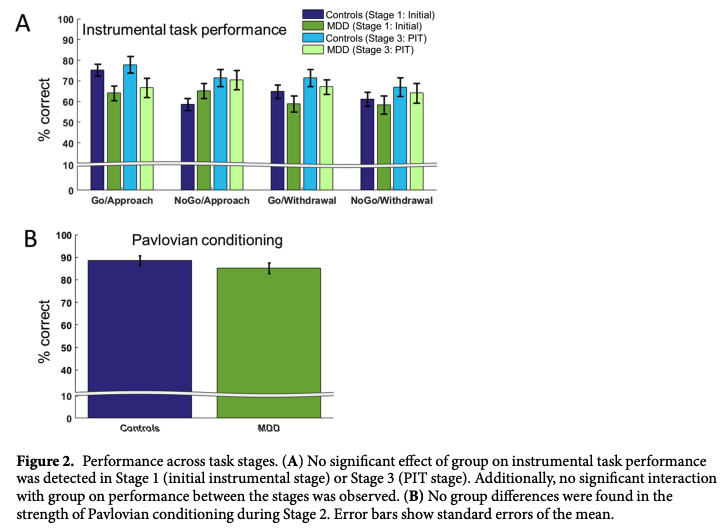 A
Instrumental task performance
Controls (Stage 1: Initial)
MDD (Stage 1: Initial)
Controls (Stage 3: PIT)
MDD (Stage 3: PIT)
% correct
100
90
80
70
60
50
40
10
0
Go/Approach NoGo/Approach Go/Withdrawal NoGo/Withdrawal
B
Pavlovian conditioning
% correct
100
90
80
70
60
50
40
10
0
Controls MDD
Figure 2. Performance across task stages. (A) No significant effect of group on instrumental task performance
was detected in Stage 1 (initial instrumental stage) or Stage 3 (PIT stage). Additionally, no significant interaction
with group on performance between the stages was observed. (B) No group differences were found in the
strength of Pavlovian conditioning during Stage 2. Error bars show standard errors of the mean.